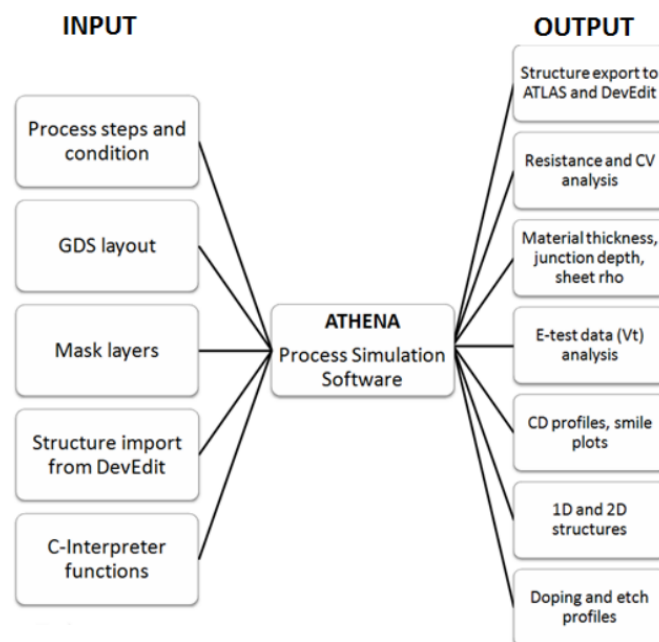 INPUT
Process steps and
condition
GDS layout
Mask layers
Structure import
from DevEdit
C-Interpreter
functions
ATHENA
Process Simulation
Software
OUTPUT
Structure export to
ATLAS and DevEdit
Resistance and CV
analysis
Material thickness,
junction depth,
sheet rho
E-test data (Vt)
analysis
CD profiles, smile
plots
1D and 2D
structures
Doping and etch
profiles